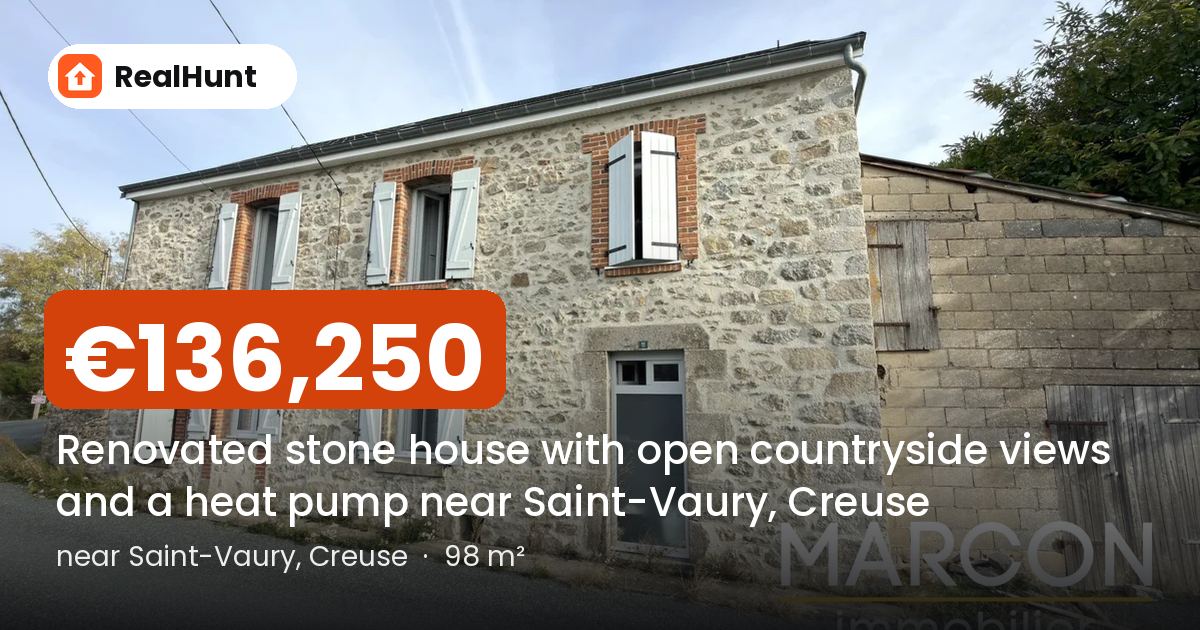 RealHunt
€136,250
Renovated stone house with open countryside views
and a heat pump near Saint-Vaury, Creuse
near Saint-Vaury, Creuse · 98 m²
MARCON
immobilier